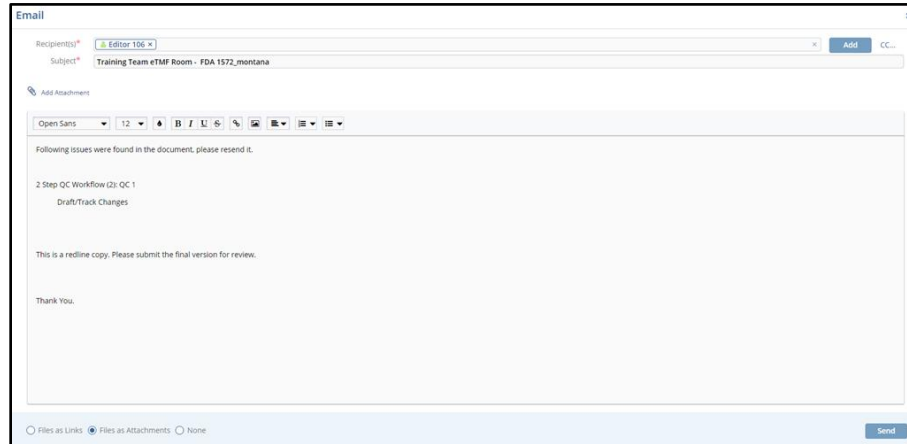 Email
Recipient(s)* Editor 106 × × Add CC...
Subject* Training Team eTMF Room - FDA 1572_montana
Add Attachment
Open Sans 12 B I U S
Following issues were found in the document, please resend it.
2 Step QC Workflow (2): QC 1
Draft/Track Changes
This is a redline copy. Please submit the final version for review.
Thank You,
Files as Links Files as Attachments None Send